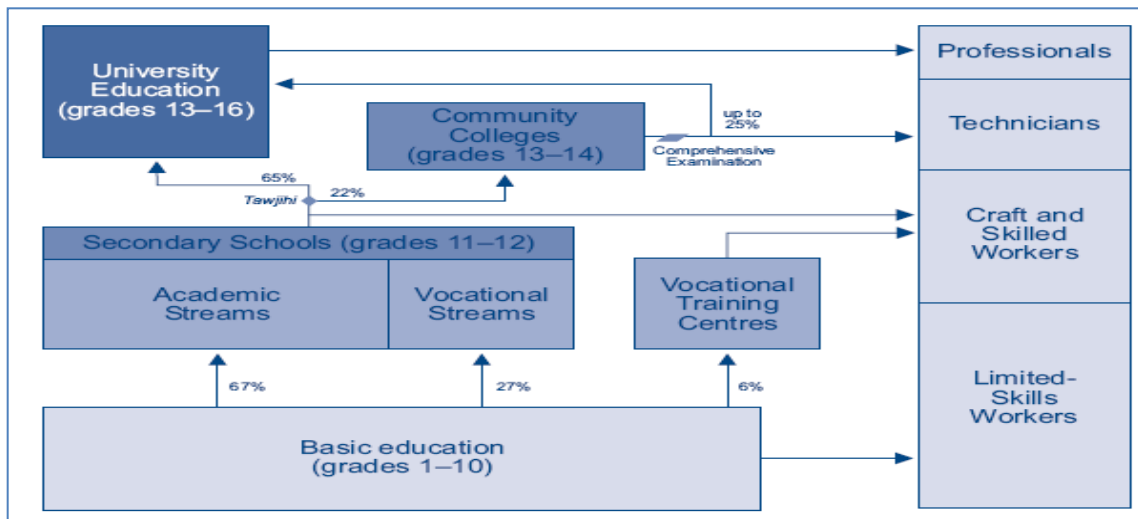 University
Education
(grades 13–16)
Community
Colleges
(grades 13–14)
up to
25%
Comprehensive
Examination
Professionals
Technicians
Craft and
Skilled
Workers
Limited-
Skills
Workers
65%
Tawjihi
22%
Secondary Schools (grades 11–12)
Academic
Streams
Vocational
Streams
Vocational
Training
Centres
67%
27%
6%
Basic education
(grades 1–10)